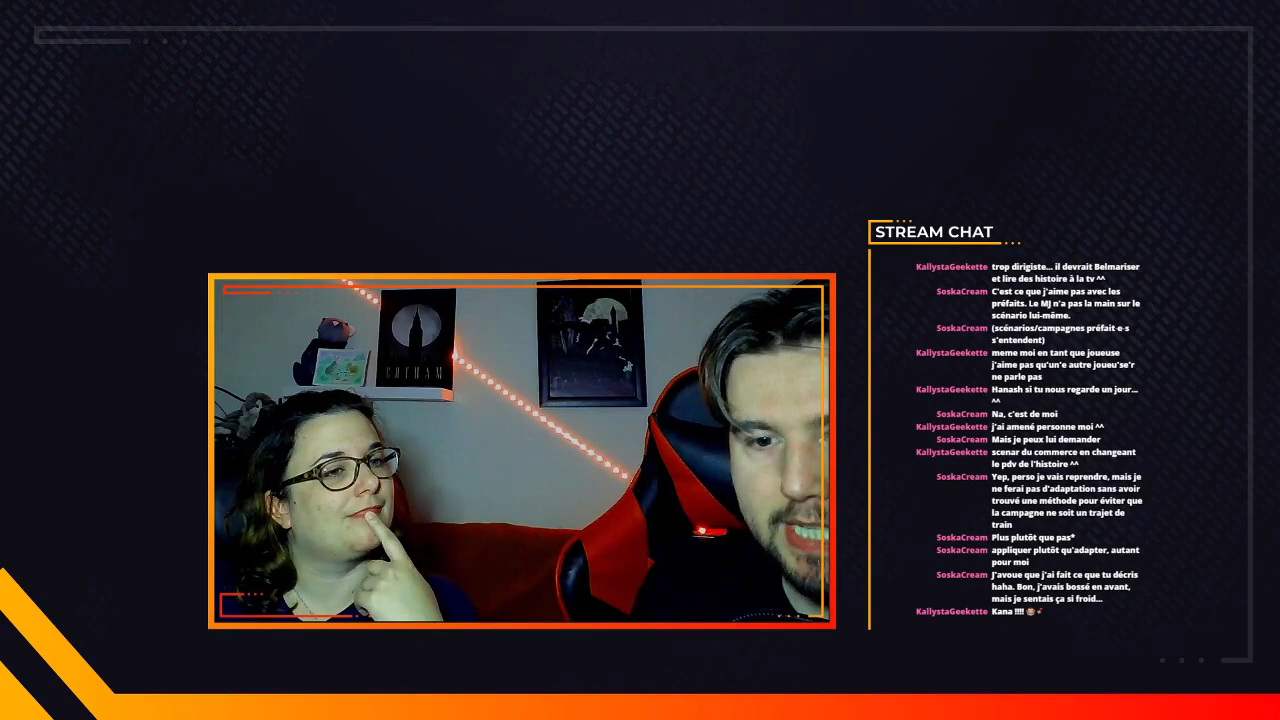 STREAM CHAT
KallystaGeekette trop dirigiste... il devrait Belmariser
et lire des histoire à la tv ^^
SoskaCream C'est ce que j'aime pas avec les
préfaits. Le MJ n'a pas la main sur le
scénario lui-même.
SoskaCream (scénarios/campagnes préfait·e·s
s'entendent)
KallystaGeekette meme moi en tant que joueuse
j'aime pas qu'un'e autre joueu'se'r
ne parle pas
KallystaGeekette Hanash si tu nous regarde un jour...
^^
SoskaCream Na, c'est de moi
KallystaGeekette j'ai amené personne moi ^^
SoskaCream Mais je peux lui demander
KallystaGeekette scenar du commerce en changeant
le pdv de l'histoire ^^
SoskaCream Yep, perso je vais reprendre, mais je
ne ferai pas d'adaptation sans avoir
trouvé une méthode pour éviter que
la campagne ne soit un trajet de
train
SoskaCream Plus plutôt que pas*
SoskaCream appliquer plutôt qu'adapter, autant
pour moi
SoskaCream J'avoue que j'ai fait ce que tu décris
haha. Bon, j'avais bossé en avant,
mais je sentais ça si froid...
KallystaGeekette Kana !!!!
GOTHAM